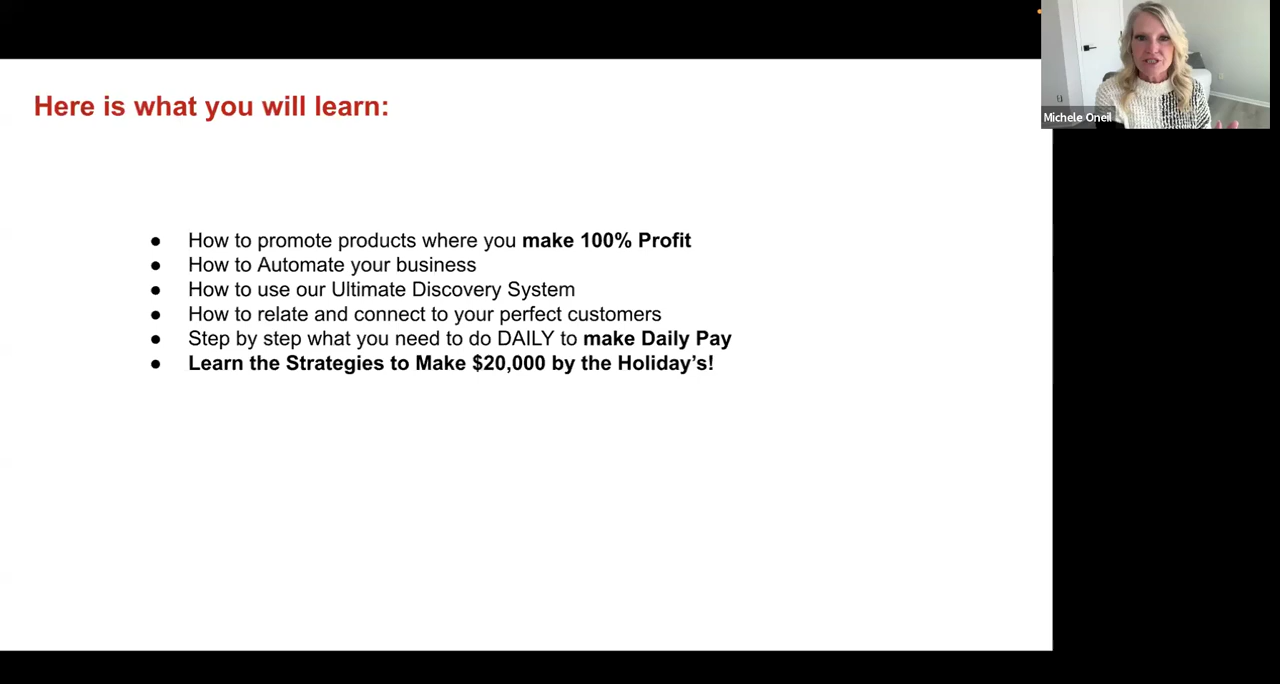 Here is what you will learn:
● How to promote products where you make 100% Profit
● How to Automate your business
● How to use our Ultimate Discovery System
● How to relate and connect to your perfect customers
● Step by step what you need to do DAILY to make Daily Pay
● Learn the Strategies to Make $20,000 by the Holiday’s!
Michele Oneil